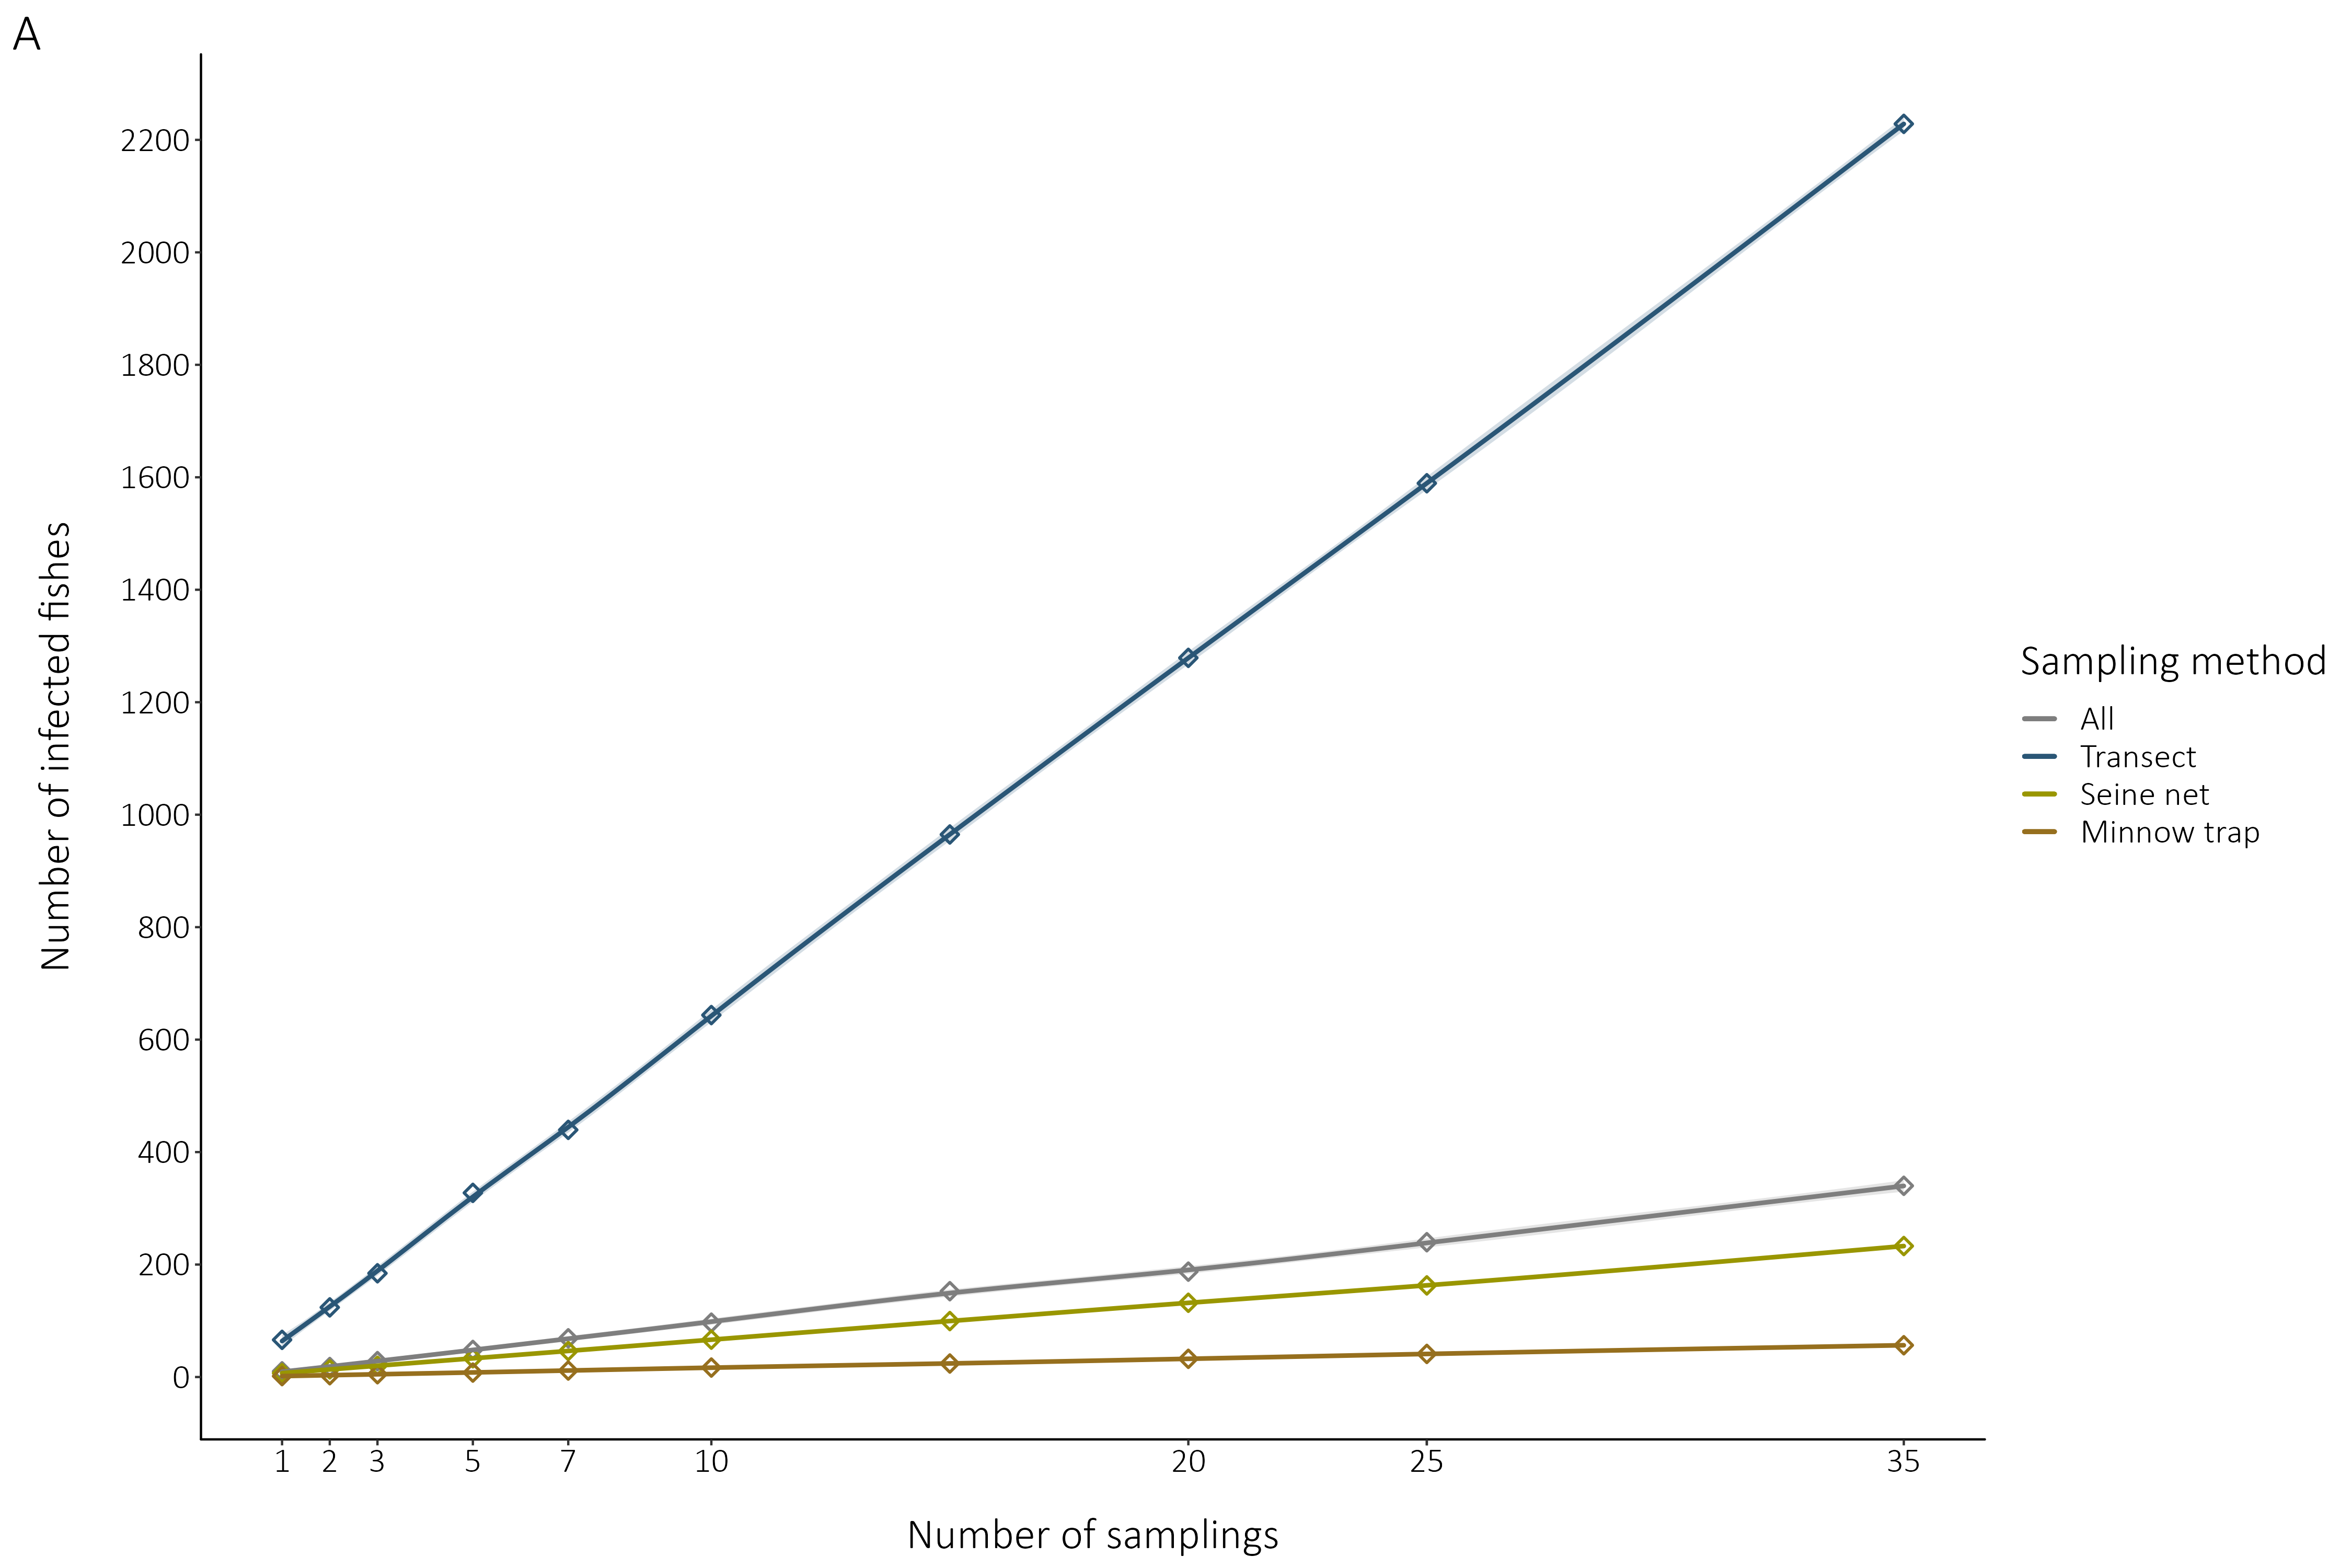 A
Number of infected fishes
2200
2000
1800
1600
1400
1200
1000
800
600
400
200
0
1 2 3 5 7 10 20 25 35
Number of samplings
Sampling method
All
Transect
Seine net
Minnow trap